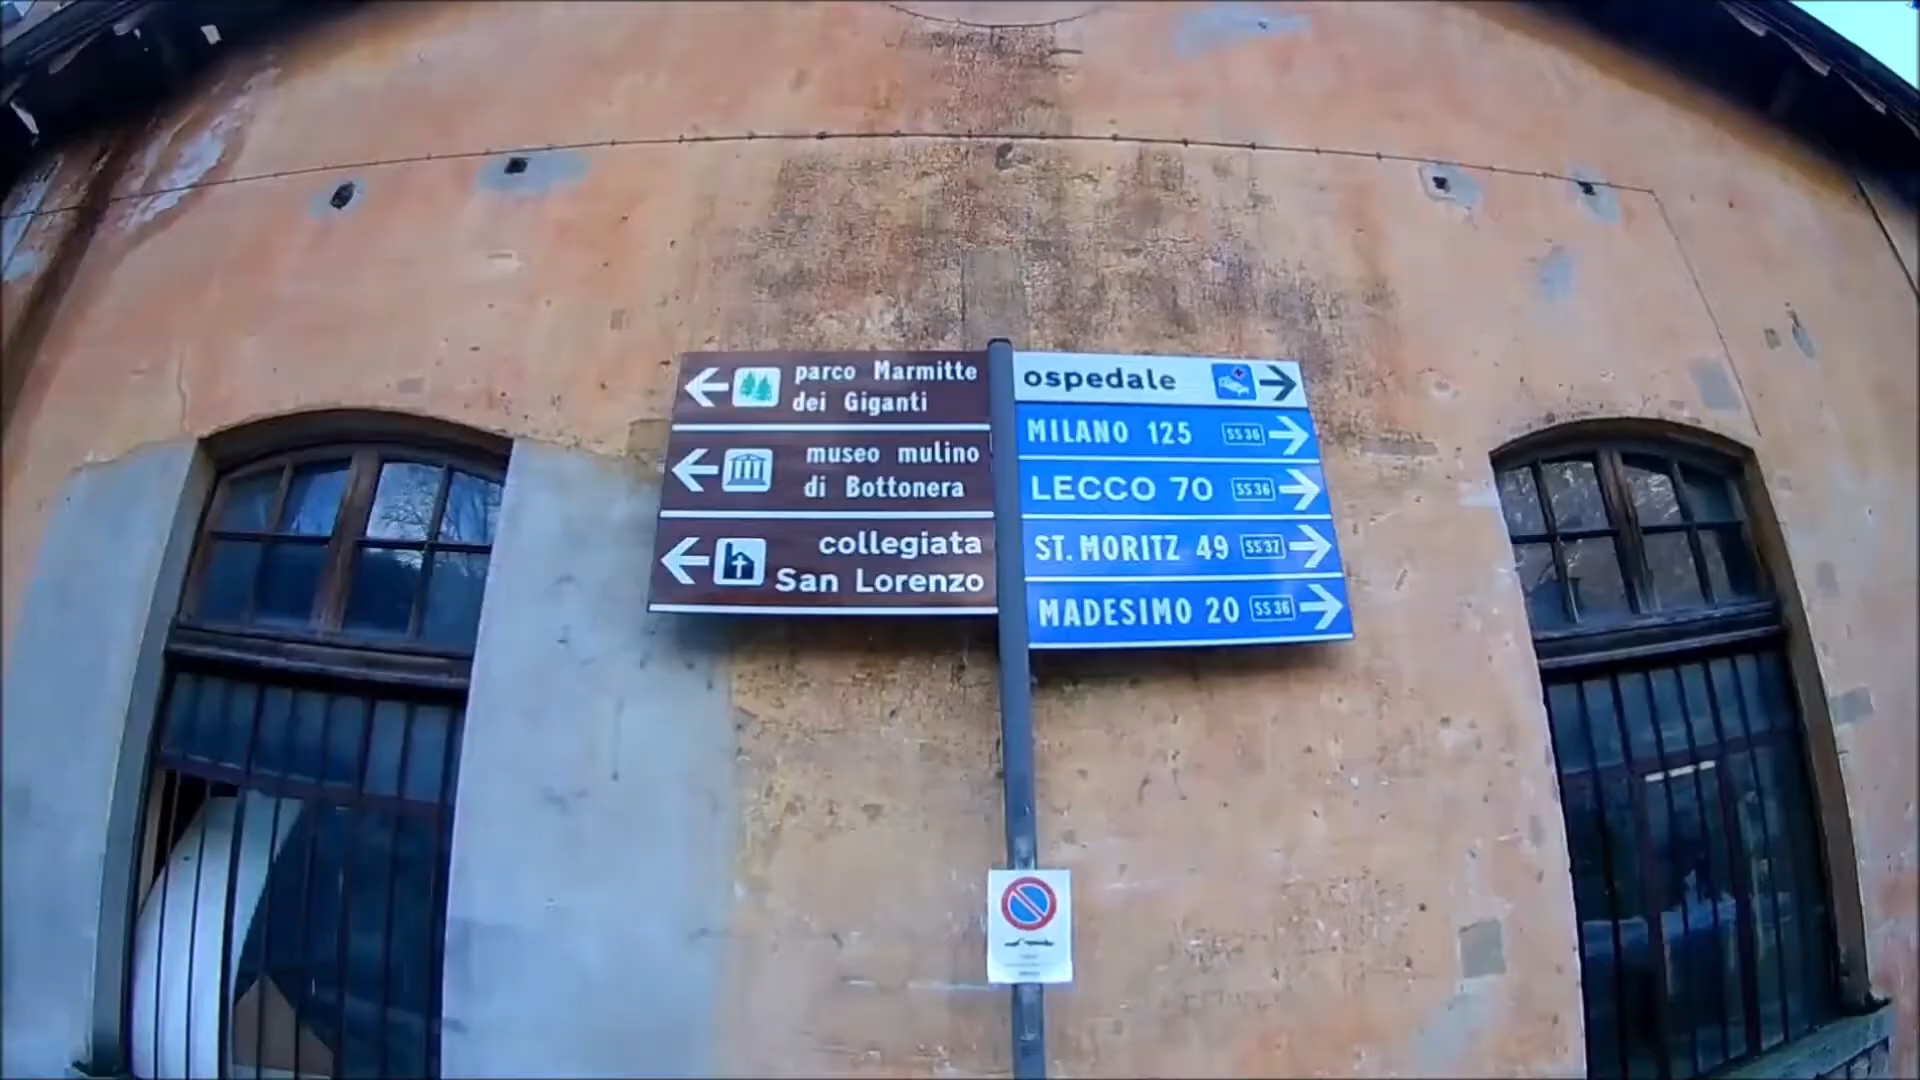 parco Marmitte
dei Giganti
museo mulino
di Bottonera
collegiata
San Lorenzo
ospedale
MILANO 125 SS36
LECCO 70 SS36
ST. MORITZ 49 SS37
MADESIMO 20 SS36